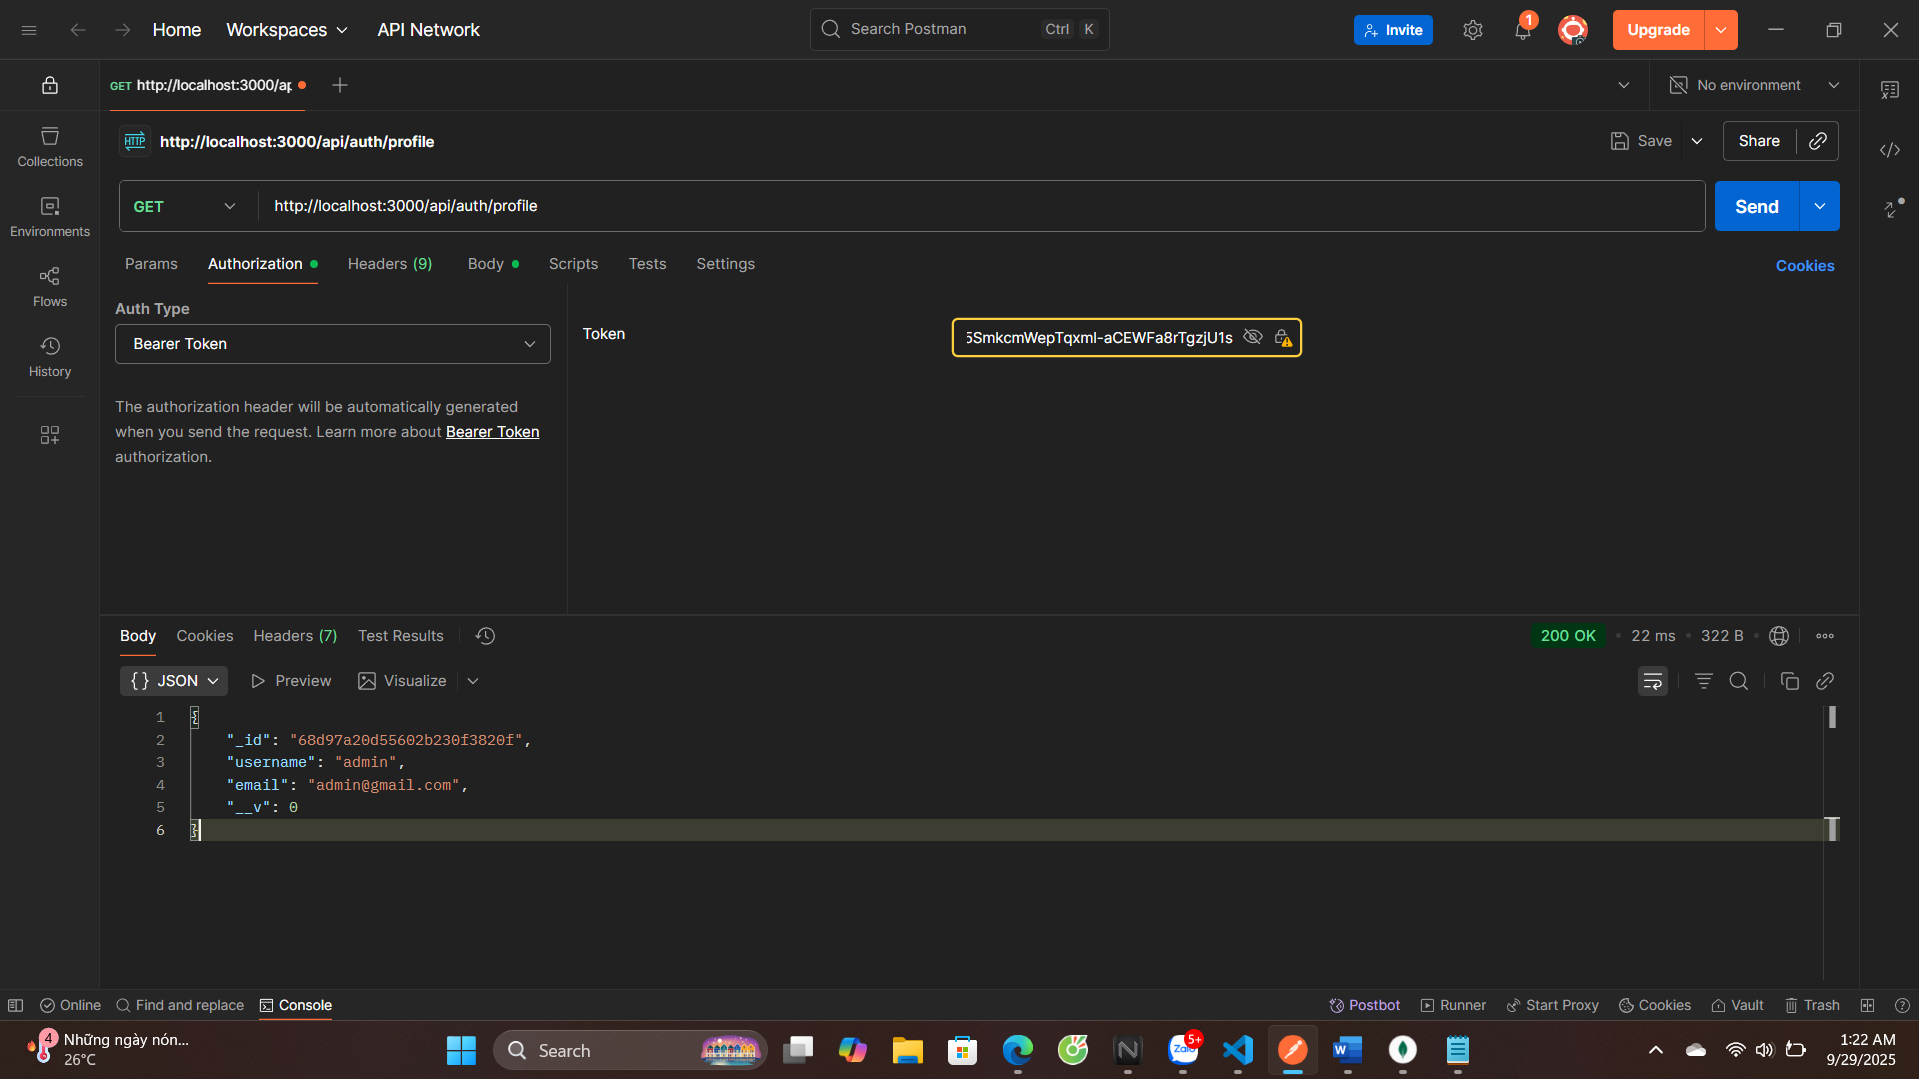 Home
Workspaces
API Network
Search Postman
Ctrl
K
Invite
1
Upgrade
GET http://localhost:3000/ap
No environment
Collections
Environments
Flows
History
HTTP
http://localhost:3000/api/auth/profile
Save
Share
GET
http://localhost:3000/api/auth/profile
Send
Params
Authorization
Headers (9)
Body
Scripts
Tests
Settings
Cookies
Auth Type
Bearer Token
The authorization header will be automatically generated
when you send the request. Learn more about Bearer Token
authorization.
Token
5SmkcmWepTqxml-aCEWFa8rTgzjU1s
Body
Cookies
Headers (7)
Test Results
200 OK
22 ms
322 B
{} JSON
Preview
Visualize
1 {
2 "_id": "68d97a20d55602b230f3820f",
3 "username": "admin",
4 "email": "admin@gmail.com",
5 "__v": 0
6 }
Online
Find and replace
Console
Postbot
Runner
Start Proxy
Cookies
Vault
Trash
4
Những ngày nón...
26°C
Search
Zalo
5+
W
1:22 AM
9/29/2025